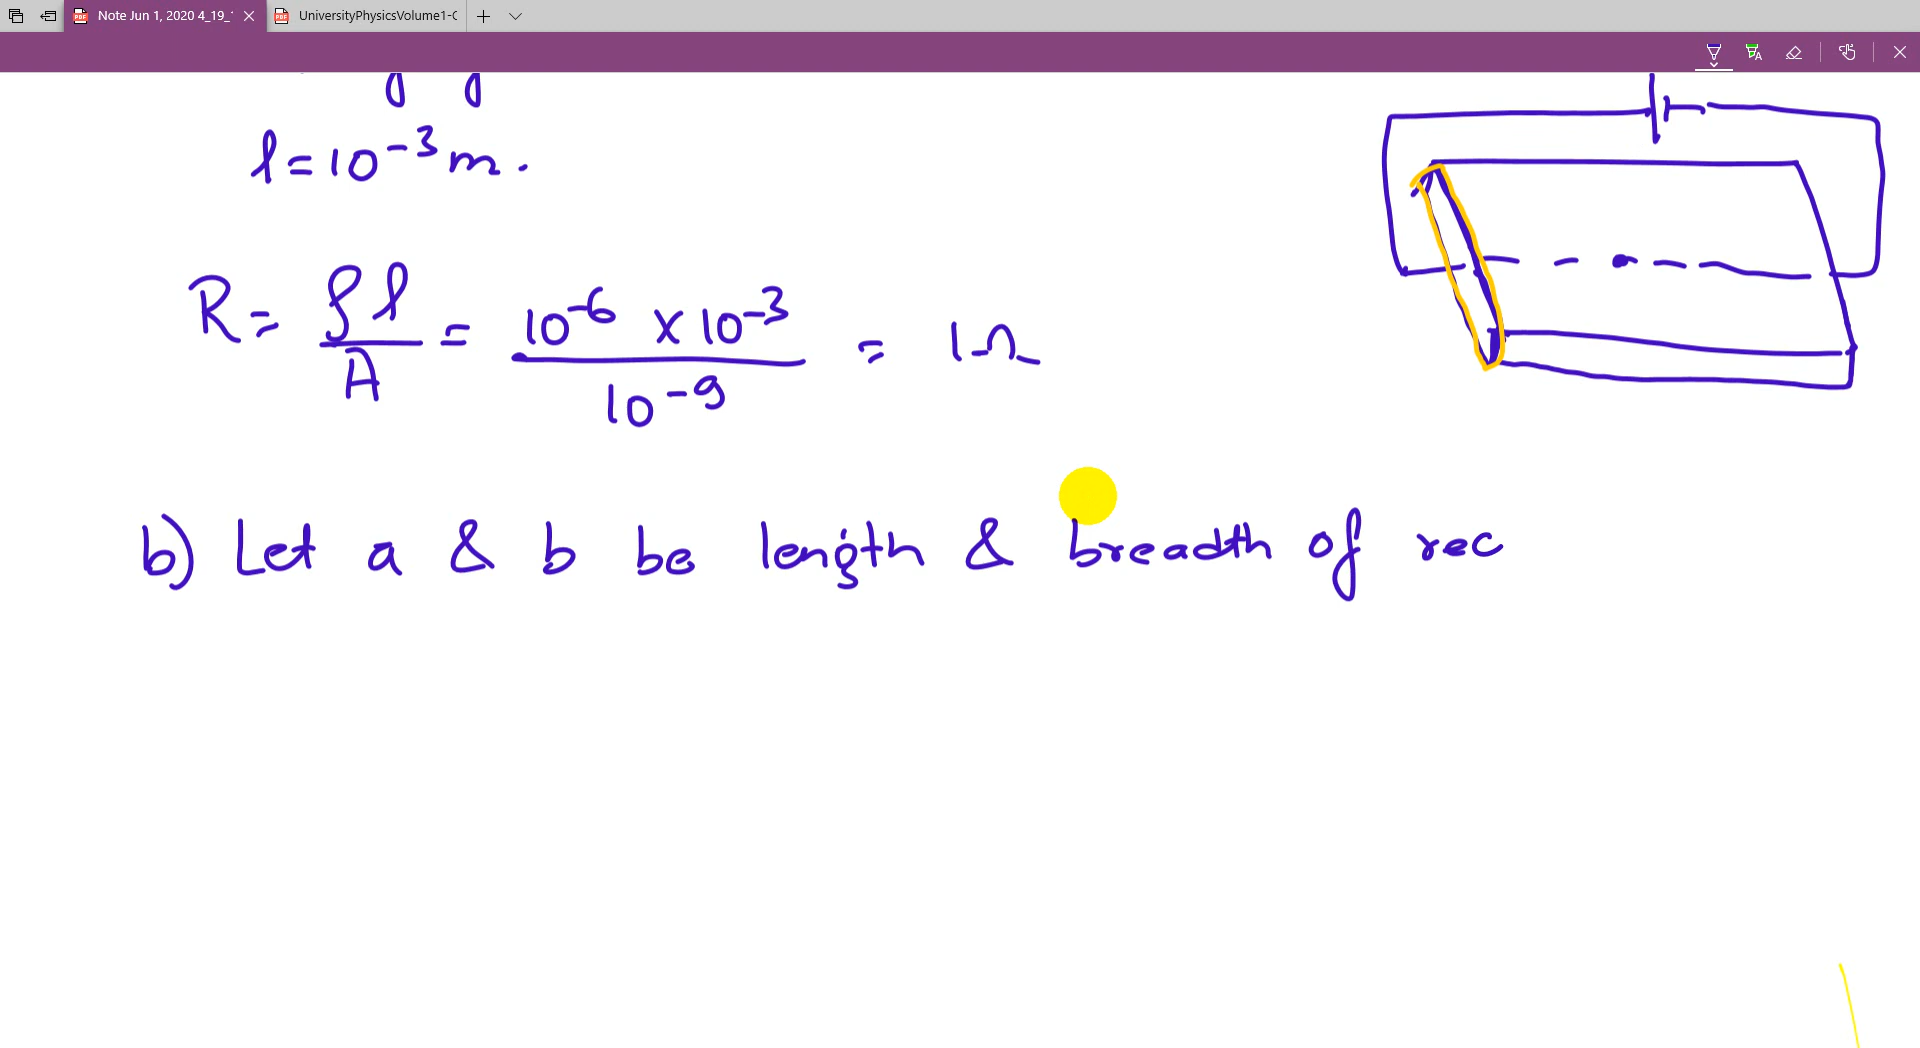 Note Jun 1, 2020 4_19_
UniversityPhysicsVolume1-
l = 10⁻³ m.
R = ρl/A = 10⁻⁶ × 10⁻³ / 10⁻⁹ = 1Ω
b) Let a & b be length & breadth of rec